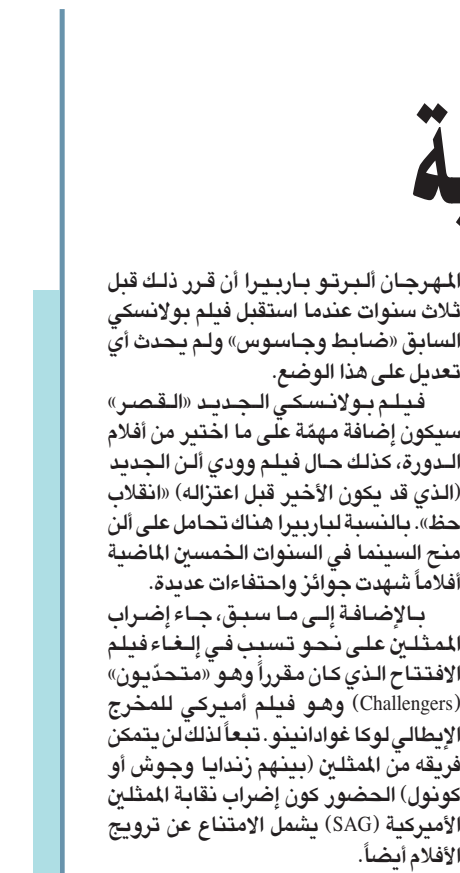 ـة
المهرجان ألبرتو باربيرا أن قرر ذلك قبل
ثلاث سنوات عندما استقبل فيلم بولانسكي
السابق «ضابط وجاسوس» ولم يحدث أي
تعديل على هذا الوضع.
فيلم بولانسكي الجديد «القصر»
سيكون إضافة مهمّة على ما اختير من أفلام
الدورة، كذلك حال فيلم وودي ألن الجديد
(الذي قد يكون الأخير قبل اعتزاله) «انقلاب
حظ». بالنسبة لباربيرا هناك تحامل على ألن
منح السينما في السنوات الخمسين الماضية
أفلاماً شهدت جوائز واحتفاءات عديدة.
بالإضافة إلى ما سبق، جاء إضراب
الممثلين على نحو تسبب في إلغاء فيلم
الافتتاح الذي كان مقرراً وهو «متحدّيون»
(Challengers) وهو فيلم أميركي للمخرج
الإيطالي لوكا غوادانينو. تبعاً لذلك لن يتمكن
فريقه من الممثلين (بينهم زندايا وجوش أو
كونول) الحضور كون إضراب نقابة الممثلين
الأميركية (SAG) يشمل الامتناع عن ترويج
الأفلام أيضاً.